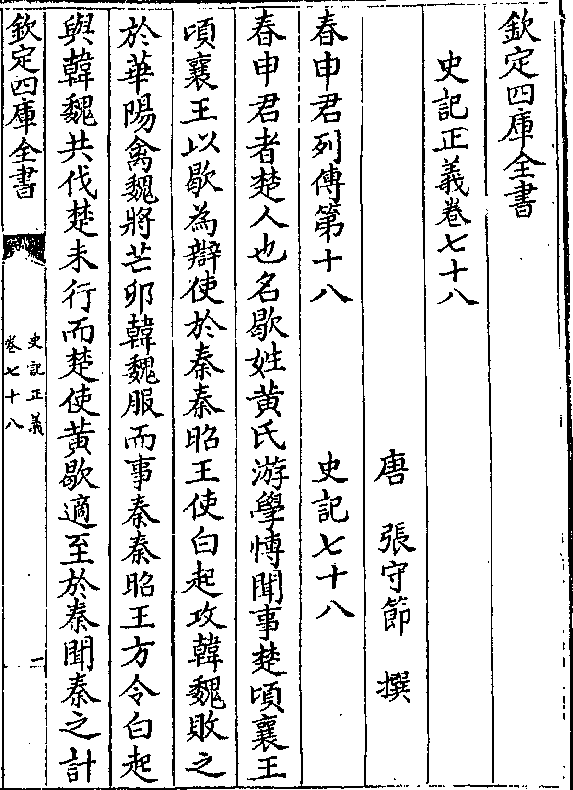 欽定四庫全書
史記正義卷七十八
唐 張守節 撰
春申君列傳第十八 史記七十八
春申君者楚人也名歇姓黃氏游學博聞事楚頃襄王
頃襄王以歇為辯使於秦秦昭王使白起攻韓魏敗之
於華陽禽魏將芒卯韓魏服而事秦秦昭王方令白起
與韓魏共伐楚未行而楚使黃歇適至於秦聞秦之計
欽定四庫全書
史記正義
卷七十八
一